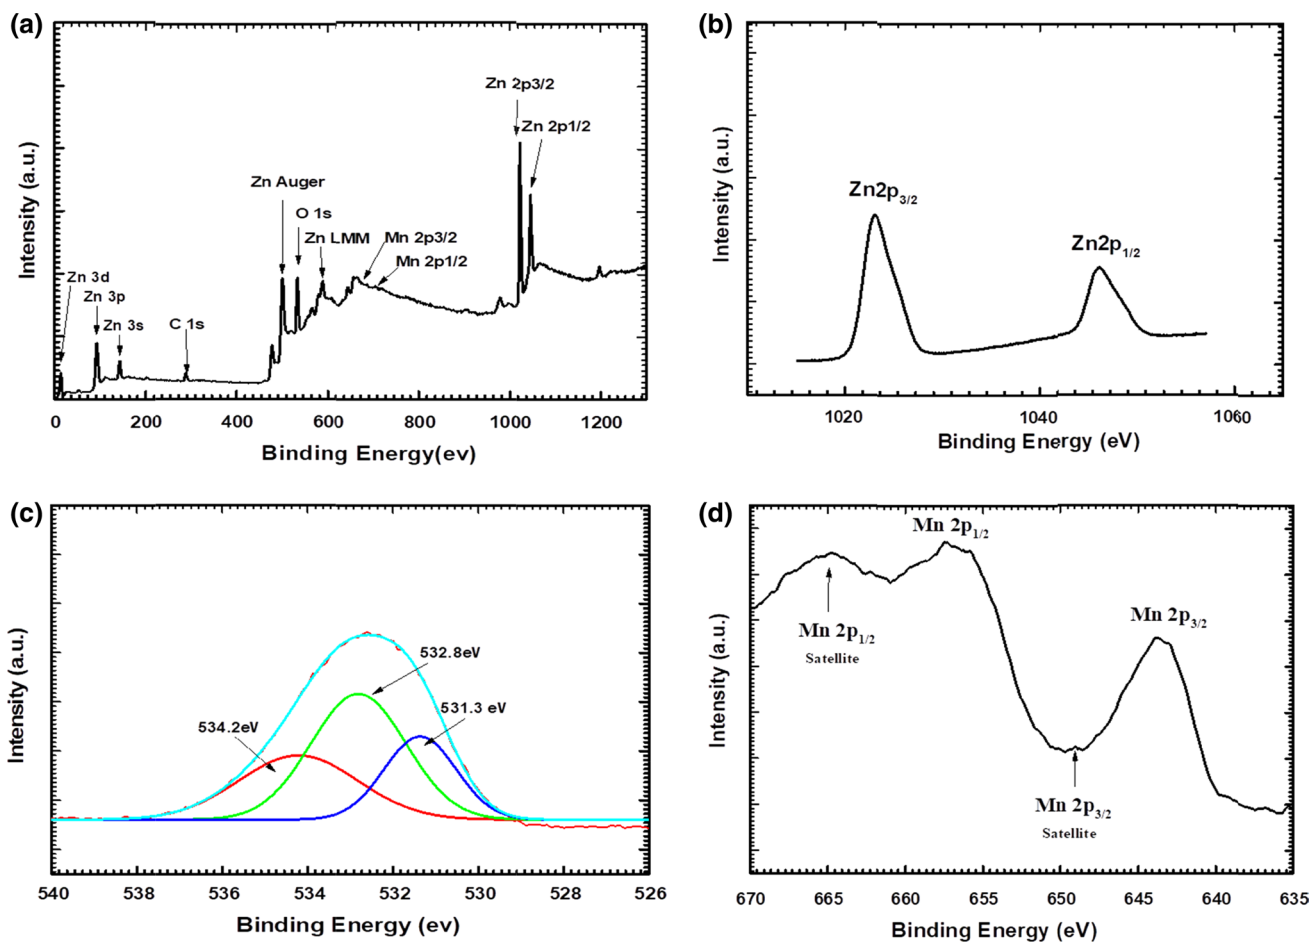 (a)
Zn 2p3/2
Zn 2p1/2
Zn Auger
O 1s
Zn LMM
Mn 2p3/2
Mn 2p1/2
Zn 3d
Zn 3p
Zn 3s
C 1s
Intensity (a.u.)
0 200 400 600 800 1000 1200
Binding Energy(ev)
(b)
Zn2p3/2
Zn2p1/2
Intensity (a.u.)
1020 1040 1060
Binding Energy (eV)
(c)
532.8eV
531.3 eV
534.2eV
Intensity (a.u.)
540 538 536 534 532 530 528 526
Binding Energy (ev)
(d)
Mn 2p1/2
Mn 2p3/2
Mn 2p1/2
Satellite
Mn 2p3/2
Satellite
Intensity (a.u.)
670 665 660 655 650 645 640 635
Binding Energy (eV)